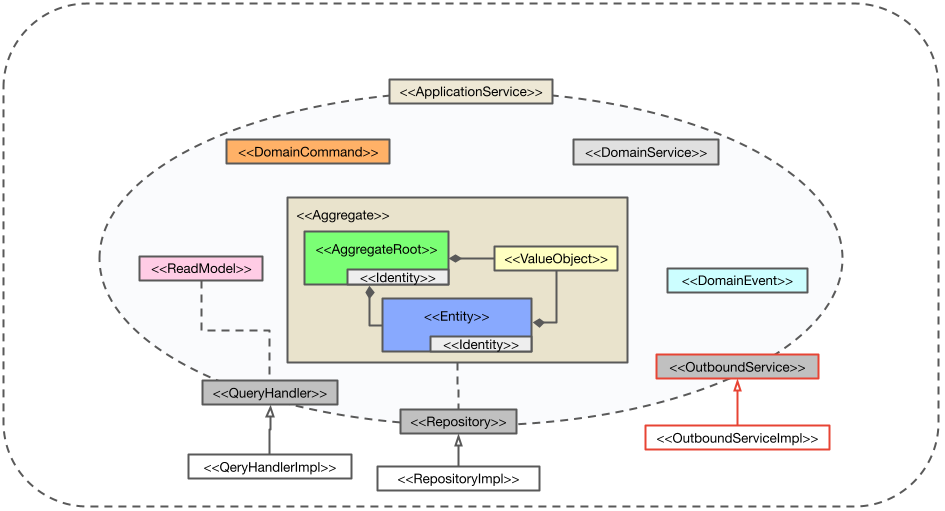 <<ApplicationService>>
<<DomainCommand>>
<<DomainService>>
<<Aggregate>>
<<AggregateRoot>>
<<Identity>>
<<ValueObject>>
<<ReadModel>>
<<DomainEvent>>
<<Entity>>
<<Identity>>
<<OutboundService>>
<<QueryHandler>>
<<Repository>>
<<OutboundServiceImpl>>
<<QeryHandlerImpl>>
<<RepositoryImpl>>